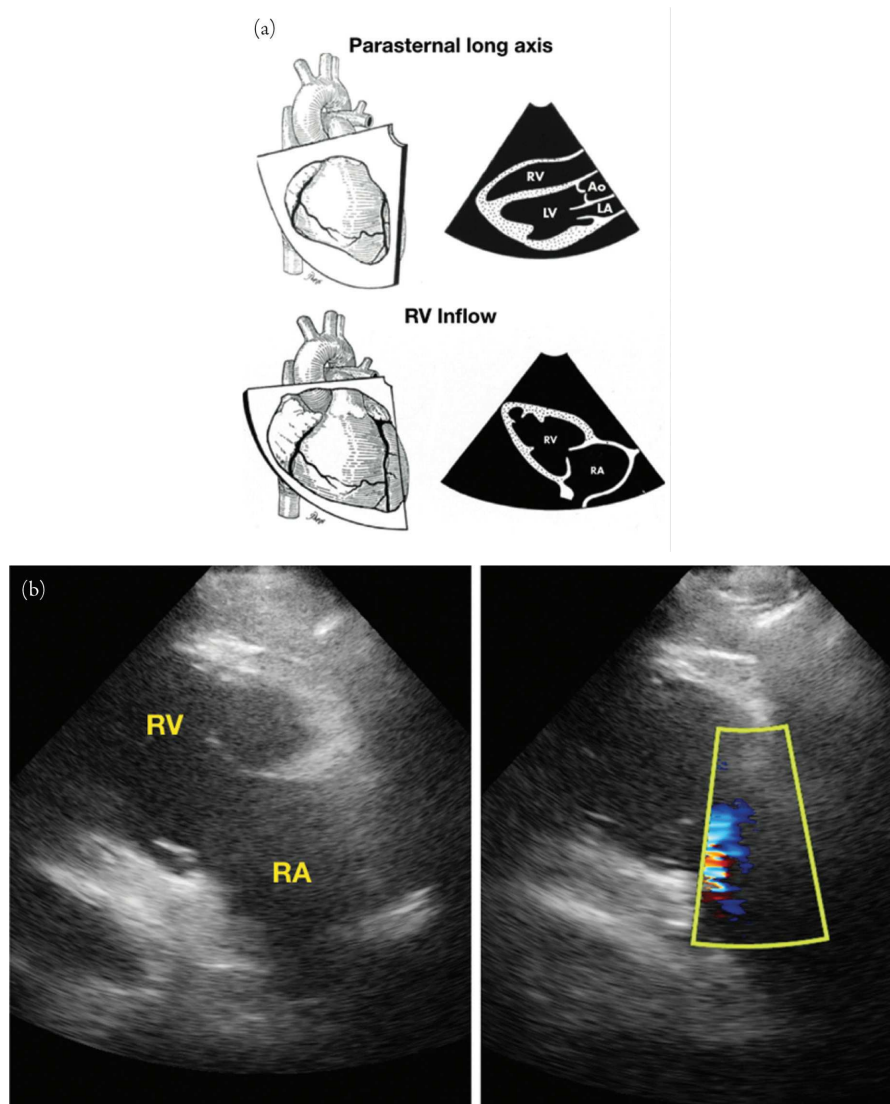 (a)
Parasternal long axis
RV
Ao
LV
LA
RV Inflow
RV
RA
(b)
RV
RA